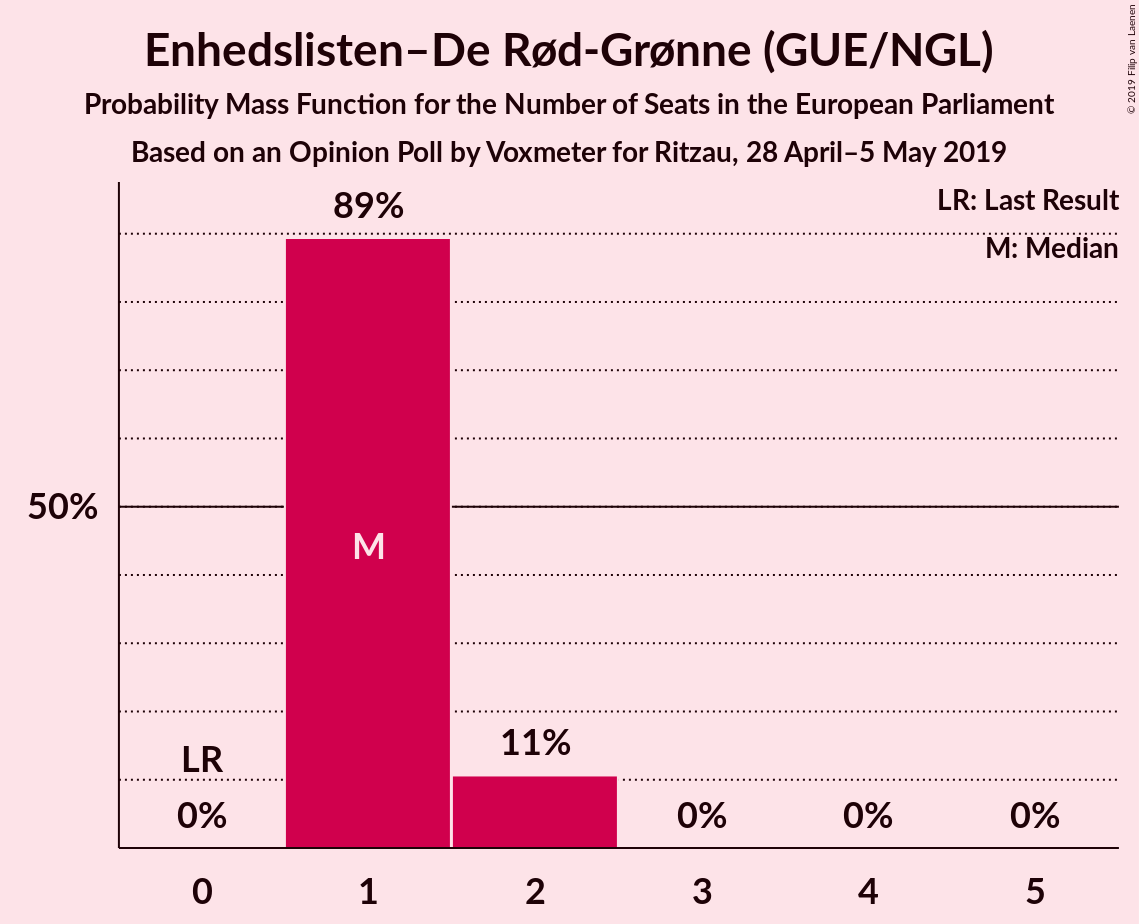 Enhedslisten–De Rød-Grønne (GUE/NGL)
Probability Mass Function for the Number of Seats in the European Parliament
Based on an Opinion Poll by Voxmeter for Ritzau, 28 April–5 May 2019
© 2019 Filip van Laenen
LR: Last Result
M: Median
89%
50%
M
11%
LR
0%
0%
0%
0%
0
1
2
3
4
5